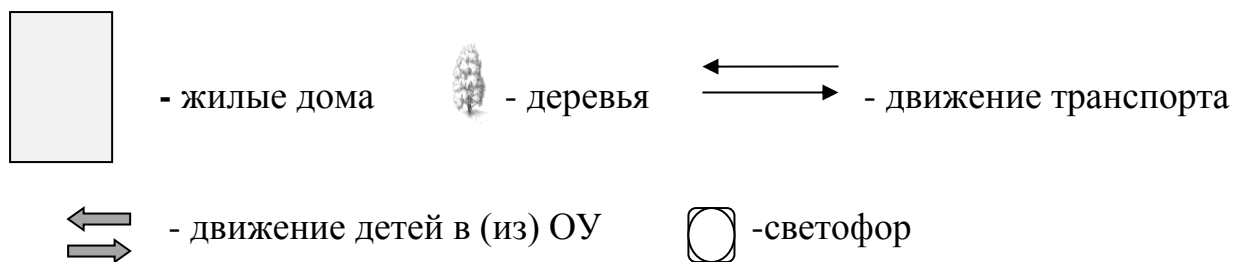 - жилые дома - деревья - движение транспорта
- движение детей в (из) ОУ -светофор